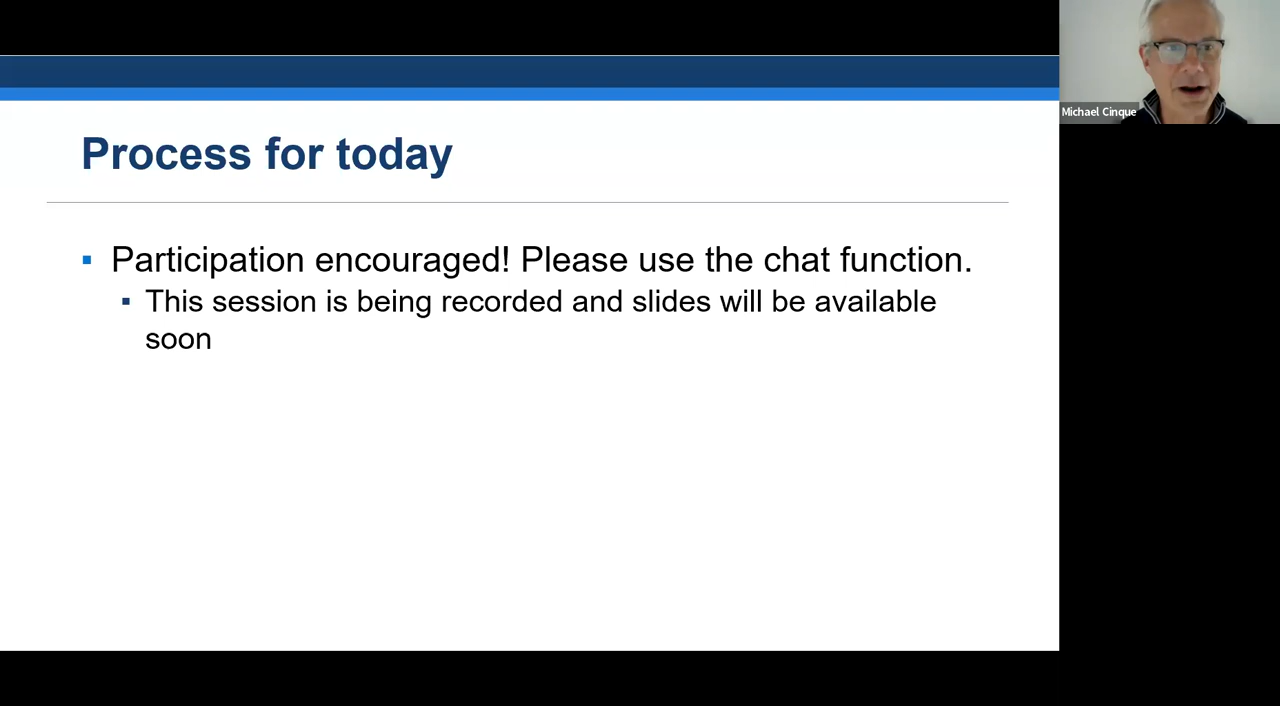 Michael Cinque
Process for today
Participation encouraged! Please use the chat function.
This session is being recorded and slides will be available
soon